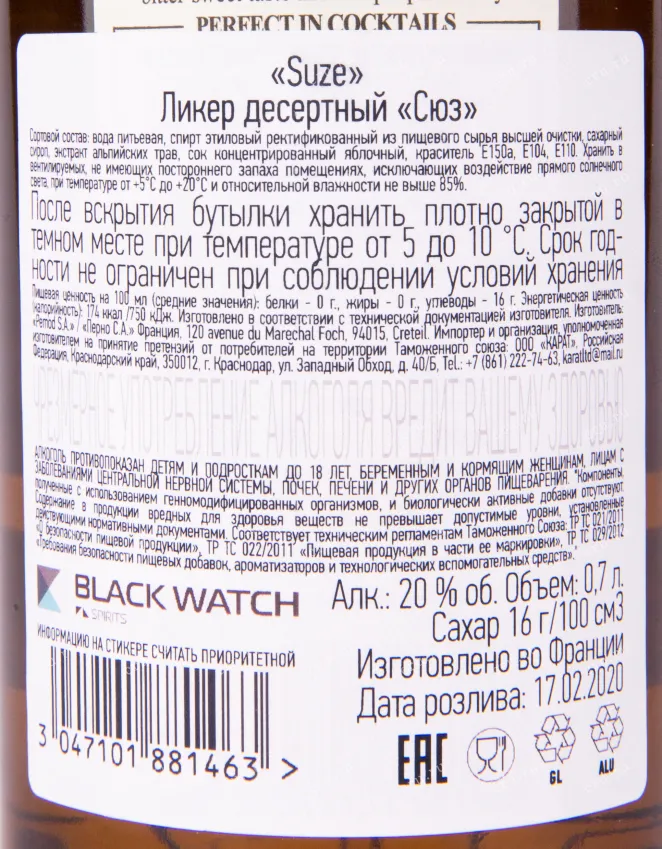 PERFECT IN COCKTAILS
«Suze»
Ликер десертный «Сюз»
Сортовой состав: вода питьевая, спирт этиловый ректификованный из пищевого сырья высшей очистки, сахарный
сироп, экстракт альпийских трав, сок концентрированный яблочный, краситель Е150а, Е104, Е110. Хранить в
вентилируемых, не имеющих постороннего запаха помещениях, исключающих воздействие прямого солнечного
света, при температуре от +5°С до +20°С и относительной влажности не выше 85%.
После вскрытия бутылки хранить плотно закрытой в
темном месте при температуре от 5 до 10 °С. Срок год-
ности не ограничен при соблюдении условий хранения
Пищевая ценность на 100 мл (средние значения): белки - 0 г., жиры - 0 г., углеводы - 16 г. Энергетическая ценность
(калорийность): 174 ккал /750 кДж. Изготовлено в соответствии с технической документацией изготовителя. Изготовитель:
«Pernod S.A.» / «Перно С.А.» Франция, 120 avenue du Marechal Foch, 94015, Creteil. Импортер и организация, уполномоченная
изготовителем на принятие претензий от потребителей на территории Таможенного союза: ООО «КАРАТ», Российская
Федерация, Краснодарский край, 350012, г. Краснодар, ул. Западный Обход, д. 40/Б, Tel.: +7 (861) 222-74-63, karatltd@mail.ru
ЧРЕЗМЕРНОЕ УПОТРЕБЛЕНИЕ АЛКОГОЛЯ ВРЕДИТ ВАШЕМУ ЗДОРОВЬЮ
АЛКОГОЛЬ ПРОТИВОПОКАЗАН ДЕТЯМ И ПОДРОСТКАМ ДО 18 ЛЕТ, БЕРЕМЕННЫМ И КОРМЯЩИМ ЖЕНЩИНАМ, ЛИЦАМ С
ЗАБОЛЕВАНИЯМИ ЦЕНТРАЛЬНОЙ НЕРВНОЙ СИСТЕМЫ, ПОЧЕК, ПЕЧЕНИ И ДРУГИХ ОРГАНОВ ПИЩЕВАРЕНИЯ. "Компоненты,
полученные с использованием генномодифицированных организмов, и биологически активные добавки отсутствуют.
Содержание в продукции вредных для здоровья веществ не превышает допустимые уровни, установленные
действующими нормативными документами. Соответствует техническим регламентам Таможенного Союза: ТР ТС 021/2011
«О безопасности пищевой продукции», ТР ТС 022/2011 «Пищевая продукция в части ее маркировки», ТР ТС 029/2012
«Требования безопасности пищевых добавок, ароматизаторов и технологических вспомогательных средств».
BLACK WATCH
SPIRITS
Алк.: 20 % об. Объем: 0,7 л.
Сахар 16 г/100 см3
ИНФОРМАЦИЮ НА СТИКЕРЕ СЧИТАТЬ ПРИОРИТЕТНОЙ
Изготовлено во Франции
Дата розлива: 17.02.2020
3 047101 881463 >
EAC
GL
ALU